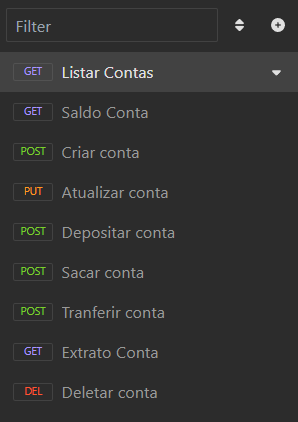 Filter
GET Listar Contas
GET Saldo Conta
POST Criar conta
PUT Atualizar conta
POST Depositar conta
POST Sacar conta
POST Tranferir conta
GET Extrato Conta
DEL Deletar conta